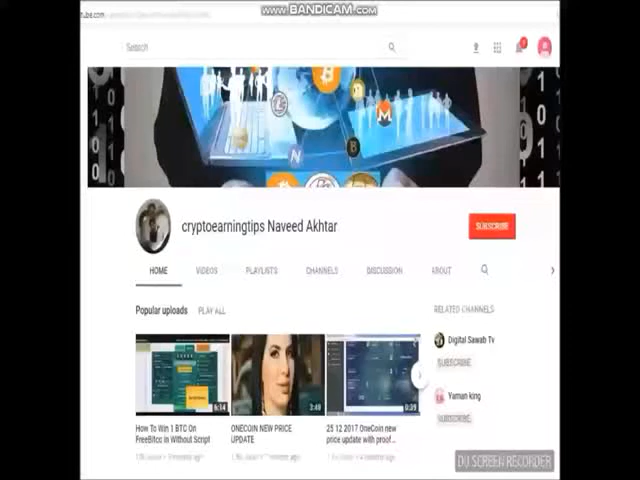 www.BANDICAM.com
Search
cryptoearningtips Naveed Akhtar
SUBSCRIBE
HOME
VIDEOS
PLAYLISTS
CHANNELS
DISCUSSION
ABOUT
Popular uploads
PLAY ALL
RELATED CHANNELS
Digital Sawab Tv
SUBSCRIBE
Yaman king
SUBSCRIBE
6:14
3:49
0:39
How To Win 1 BTC On
FreeBitco in Without Script
ONECOIN NEW PRICE
UPDATE
25 12 2017 OneCoin new
price update with proof...
DU SCREEN RECORDER